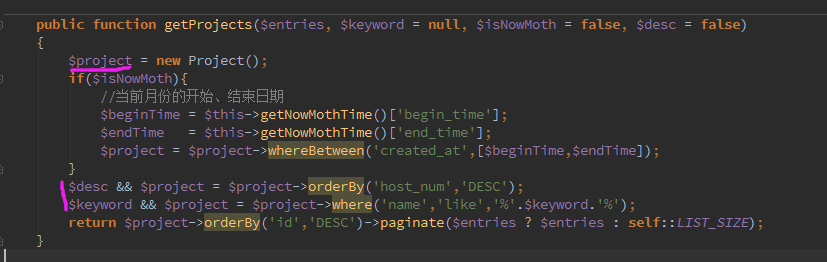 public function getProjects($entries, $keyword = null, $isNowMoth = false, $desc = false)
{
$project = new Project();
if($isNowMoth){
//当前月份的开始、结束日期
$beginTime = $this->getNowMothTime()['begin_time'];
$endTime   = $this->getNowMothTime()['end_time'];
$project = $project->whereBetween('created_at',[$beginTime,$endTime]);
}
$desc && $project = $project->orderBy('host_num','DESC');
$keyword && $project = $project->where('name','like','%'.$keyword.'%');
return $project->orderBy('id','DESC')->paginate($entries ? $entries : self::LIST_SIZE);
}